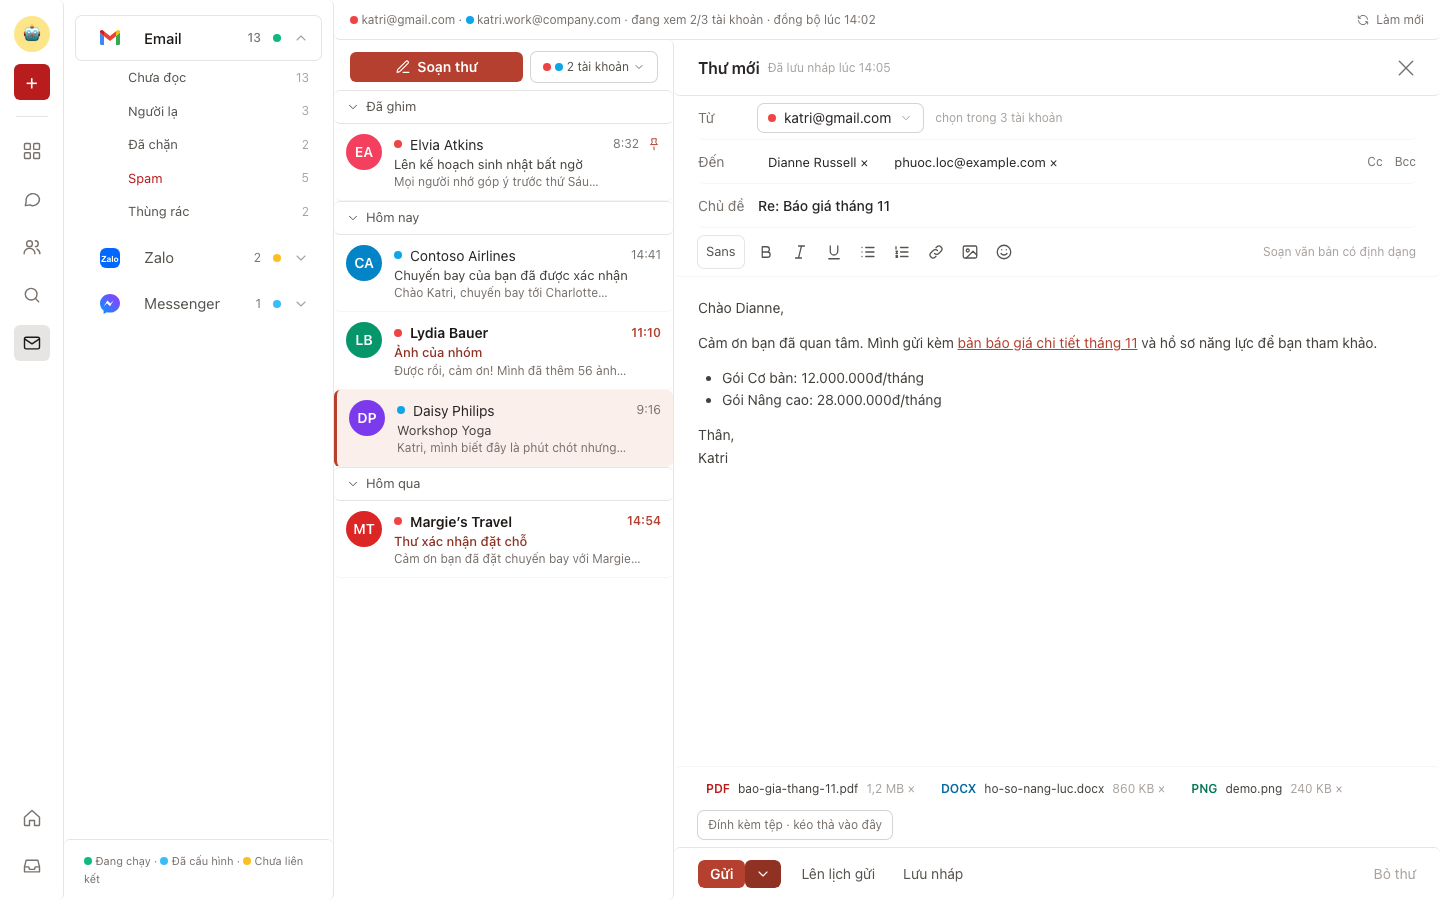 katri@gmail.com · katri.work@company.com · đang xem 2/3 tài khoản · đồng bộ lúc 14:02
Làm mới
Email 13
Chưa đọc 13
Người lạ 3
Đã chặn 2
Spam 5
Thùng rác 2
Zalo
Zalo 2
Messenger 1
Đang chạy · Đã cấu hình · Chưa liên
kết
Soạn thư
2 tài khoản
Đã ghim
EA
Elvia Atkins 8:32
Lên kế hoạch sinh nhật bất ngờ
Mọi người nhớ góp ý trước thứ Sáu...
Hôm nay
CA
Contoso Airlines 14:41
Chuyến bay của bạn đã được xác nhận
Chào Katri, chuyến bay tới Charlotte...
LB
Lydia Bauer 11:10
Ảnh của nhóm
Được rồi, cảm ơn! Mình đã thêm 56 ảnh...
DP
Daisy Philips 9:16
Workshop Yoga
Katri, mình biết đây là phút chót nhưng...
Hôm qua
MT
Margie’s Travel 14:54
Thư xác nhận đặt chỗ
Cảm ơn bạn đã đặt chuyến bay với Margie...
Thư mới Đã lưu nháp lúc 14:05
Từ katri@gmail.com chọn trong 3 tài khoản
Đến Dianne Russell × phuoc.loc@example.com × Cc Bcc
Chủ đề Re: Báo giá tháng 11
Sans B I U Soạn văn bản có định dạng
Chào Dianne,
Cảm ơn bạn đã quan tâm. Mình gửi kèm bản báo giá chi tiết tháng 11 và hồ sơ năng lực để bạn tham khảo.
• Gói Cơ bản: 12.000.000đ/tháng
• Gói Nâng cao: 28.000.000đ/tháng
Thân,
Katri
PDF bao-gia-thang-11.pdf 1,2 MB × DOCX ho-so-nang-luc.docx 860 KB × PNG demo.png 240 KB ×
Đính kèm tệp · kéo thả vào đây
Gửi Lên lịch gửi Lưu nháp Bỏ thư